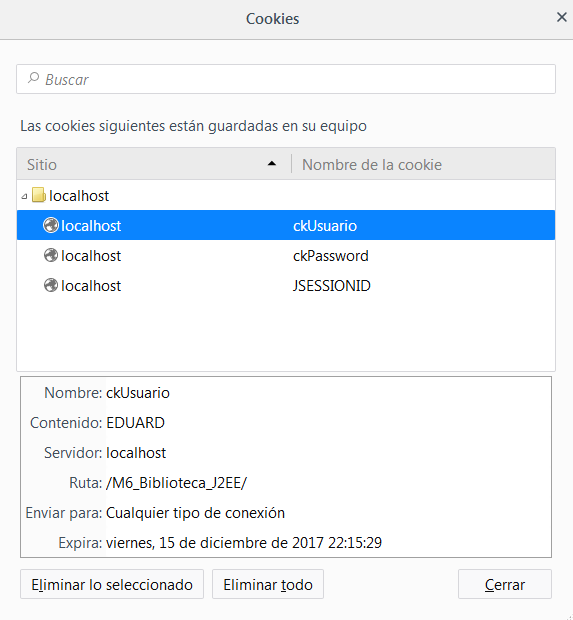 Cookies
Buscar
Las cookies siguientes están guardadas en su equipo
Sitio Nombre de la cookie
localhost
localhost ckUsuario
localhost ckPassword
localhost JSESSIONID
Nombre: ckUsuario
Contenido: EDUARD
Servidor: localhost
Ruta: /M6_Biblioteca_J2EE/
Enviar para: Cualquier tipo de conexión
Expira: viernes, 15 de diciembre de 2017 22:15:29
Eliminar lo seleccionado Eliminar todo Cerrar